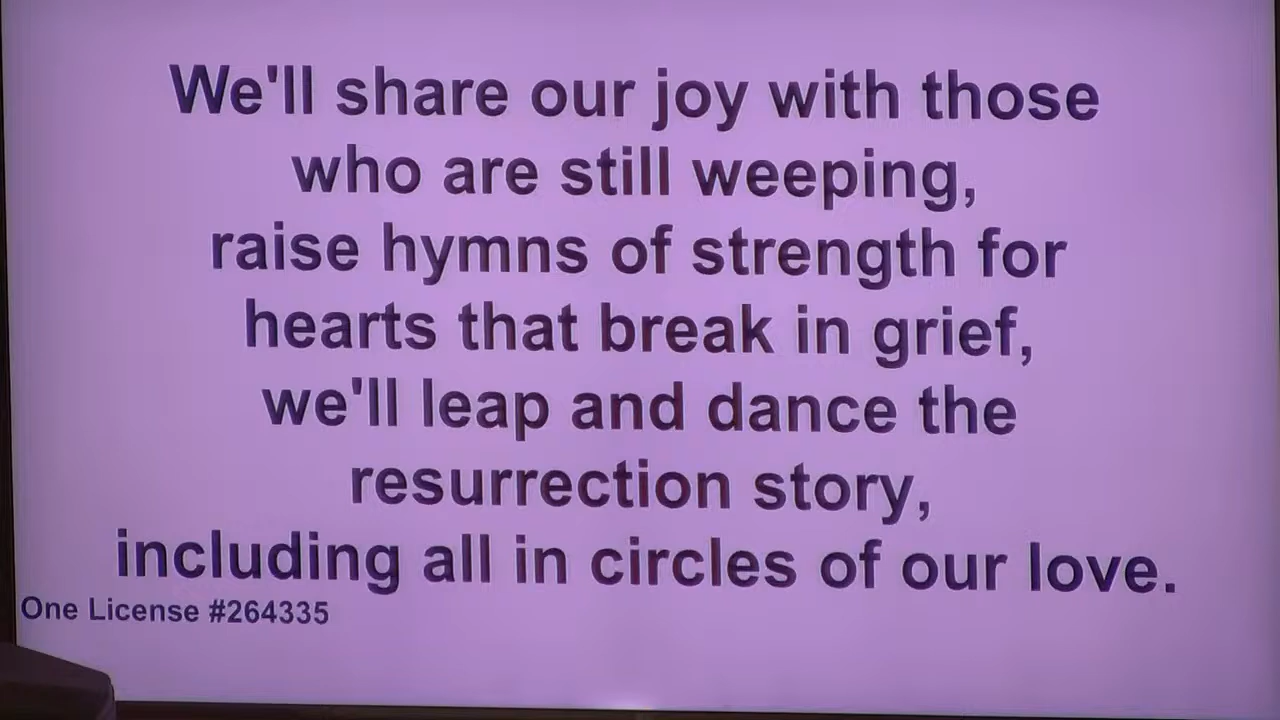 We'll share our joy with those
who are still weeping,
raise hymns of strength for
hearts that break in grief,
we'll leap and dance the
resurrection story,
including all in circles of our love.
One License #264335